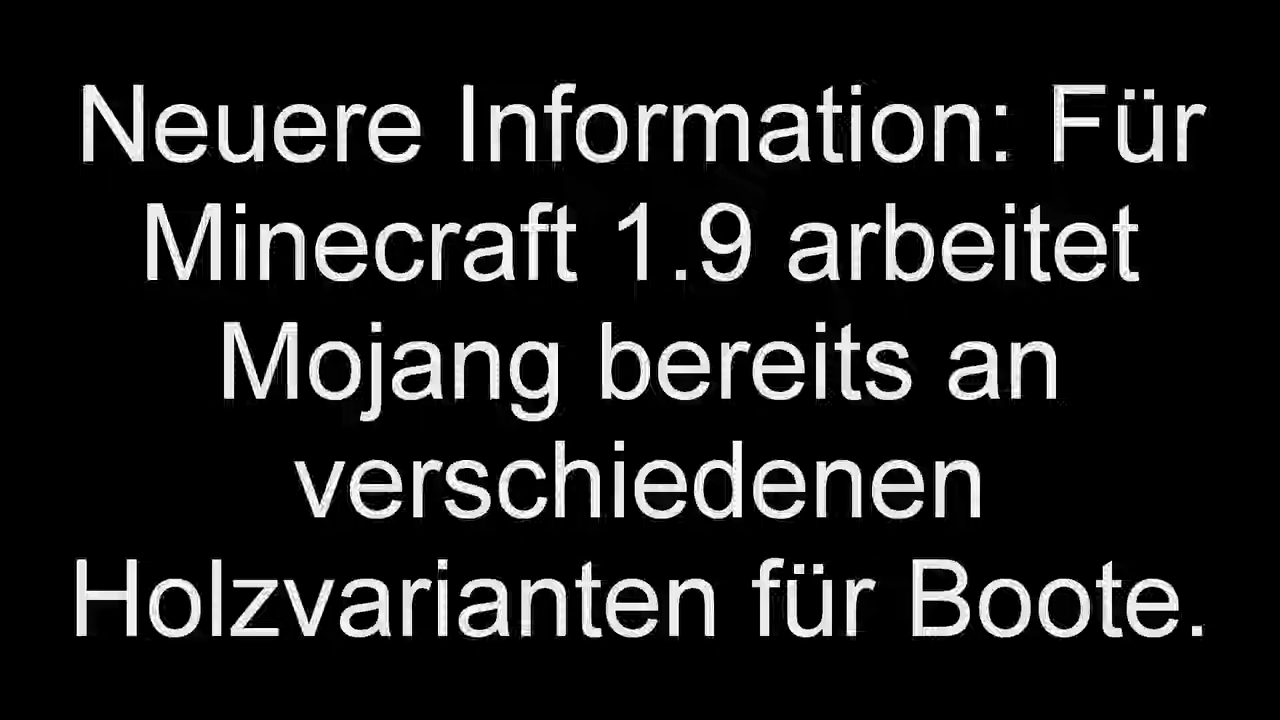 Neuere Information: Für
Minecraft 1.9 arbeitet
Mojang bereits an
verschiedenen
Holzvarianten für Boote.